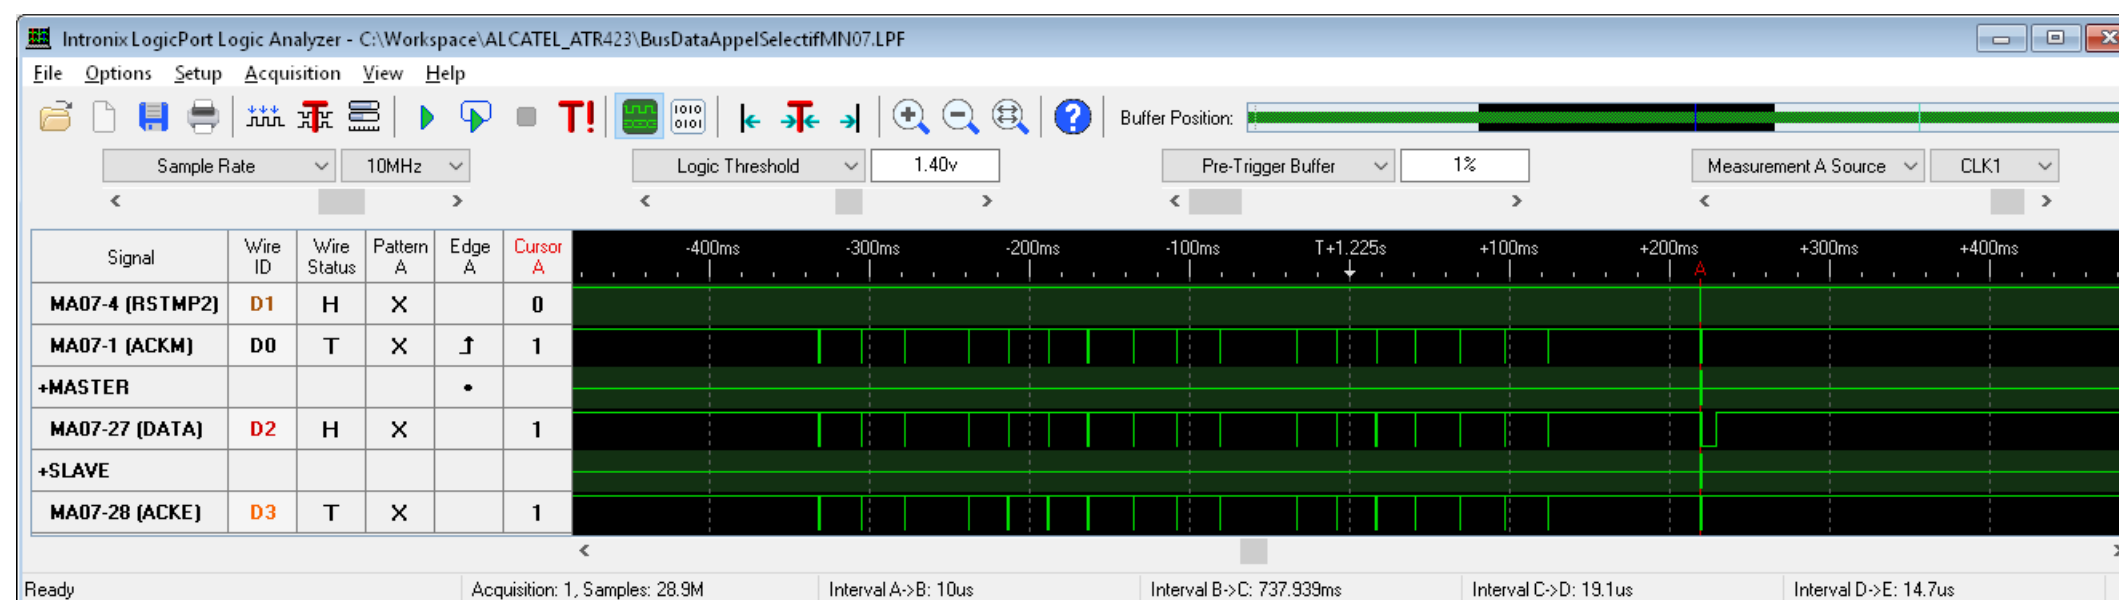 Intronix LogicPort Logic Analyzer - C:\Workspace\ALCATEL_ATR423\BusDataAppelSelectifMN07.LPF
File Options Setup Acquisition View Help
T! 1010 0101 ? Buffer Position:
Sample Rate 10MHz Logic Threshold 1.40v Pre-Trigger Buffer 1% Measurement A Source CLK1
Signal Wire ID Wire Status Pattern A Edge A Cursor A -400ms -300ms -200ms -100ms T+1.225s +100ms +200ms +300ms +400ms
A
MA07-4 (RSTMP2) D1 H X 0
MA07-1 (ACKM) D0 T X 1
+MASTER
MA07-27 (DATA) D2 H X 1
+SLAVE
MA07-28 (ACKE) D3 T X 1
Ready Acquisition: 1, Samples: 28.9M Interval A->B: 10us Interval B->C: 737.939ms Interval C->D: 19.1us Interval D->E: 14.7us